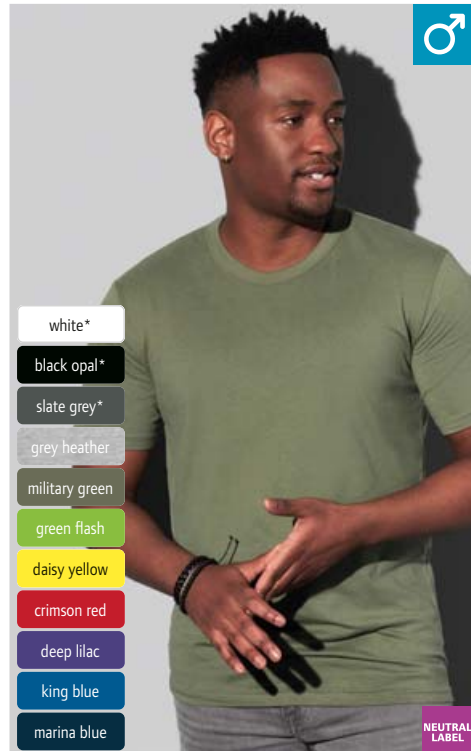 white*
black opal*
slate grey*
grey heather
military green
green flash
daisy yellow
crimson red
deep lilac
king blue
marina blue
NEUTRAL
LABEL